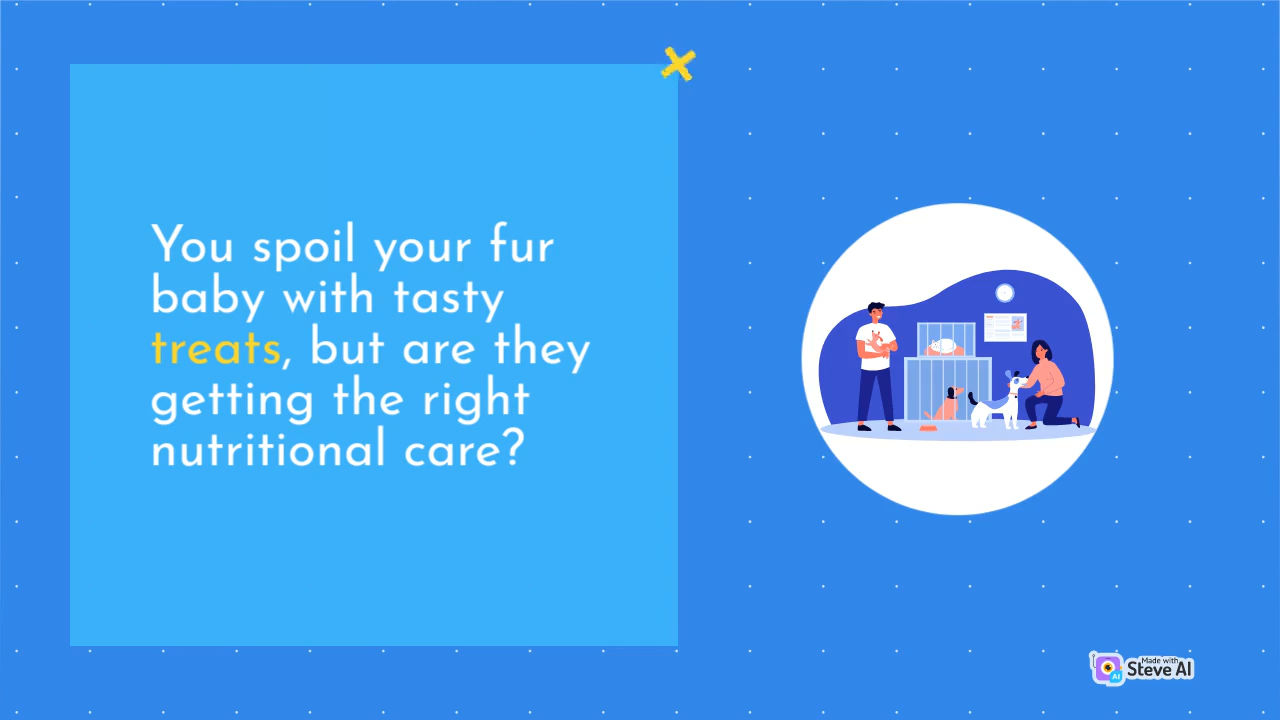 You spoil your fur
baby with tasty
treats, but are they
getting the right
nutritional care?
Made with
Steve AI
AI